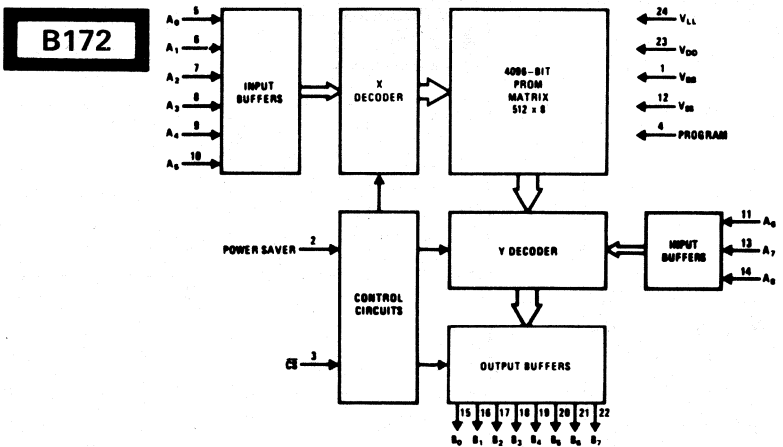 B172
5
A0
6
A1
7
A2
8
A3
9
A4
10
A5
INPUT
BUFFERS
X
DECODER
4096-BIT
PROM
MATRIX
512 x 8
24
VLL
23
VDD
1
VBB
12
VSS
4
PROGRAM
POWER SAVER
2
CS
3
CONTROL
CIRCUITS
Y DECODER
INPUT
BUFFERS
11
A6
13
A7
14
A8
OUTPUT BUFFERS
15 16 17 18 19 20 21 22
B0 B1 B2 B3 B4 B5 B6 B7